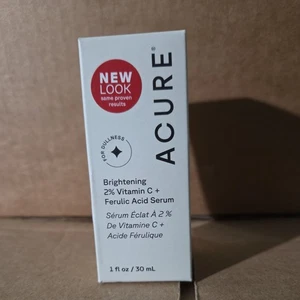 NEW
LOOK
same proven
results
ACURE®
FOR DULLNESS
Brightening
2% Vitamin C +
Ferulic Acid Serum
Sérum Éclat À 2 %
De Vitamine C +
Acide Férulique
1 fl oz / 30 mL